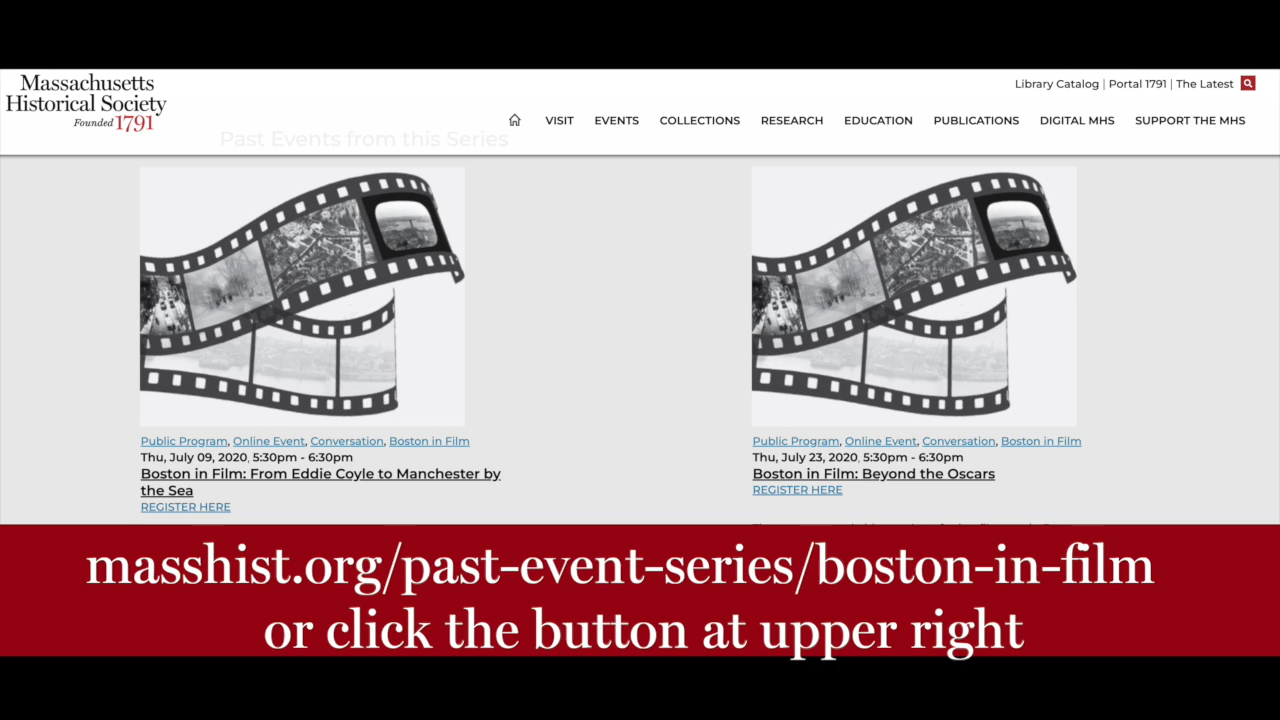 Massachusetts
Historical Society
Founded 1791
Library Catalog | Portal 1791 | The Latest
VISIT EVENTS COLLECTIONS RESEARCH EDUCATION PUBLICATIONS DIGITAL MHS SUPPORT THE MHS
Past Events from this Series
Public Program, Online Event, Conversation, Boston in Film
Thu, July 09, 2020, 5:30pm - 6:30pm
Boston in Film: From Eddie Coyle to Manchester by
the Sea
REGISTER HERE
Public Program, Online Event, Conversation, Boston in Film
Thu, July 23, 2020, 5:30pm - 6:30pm
Boston in Film: Beyond the Oscars
REGISTER HERE
masshist.org/past-event-series/boston-in-film
or click the button at upper right